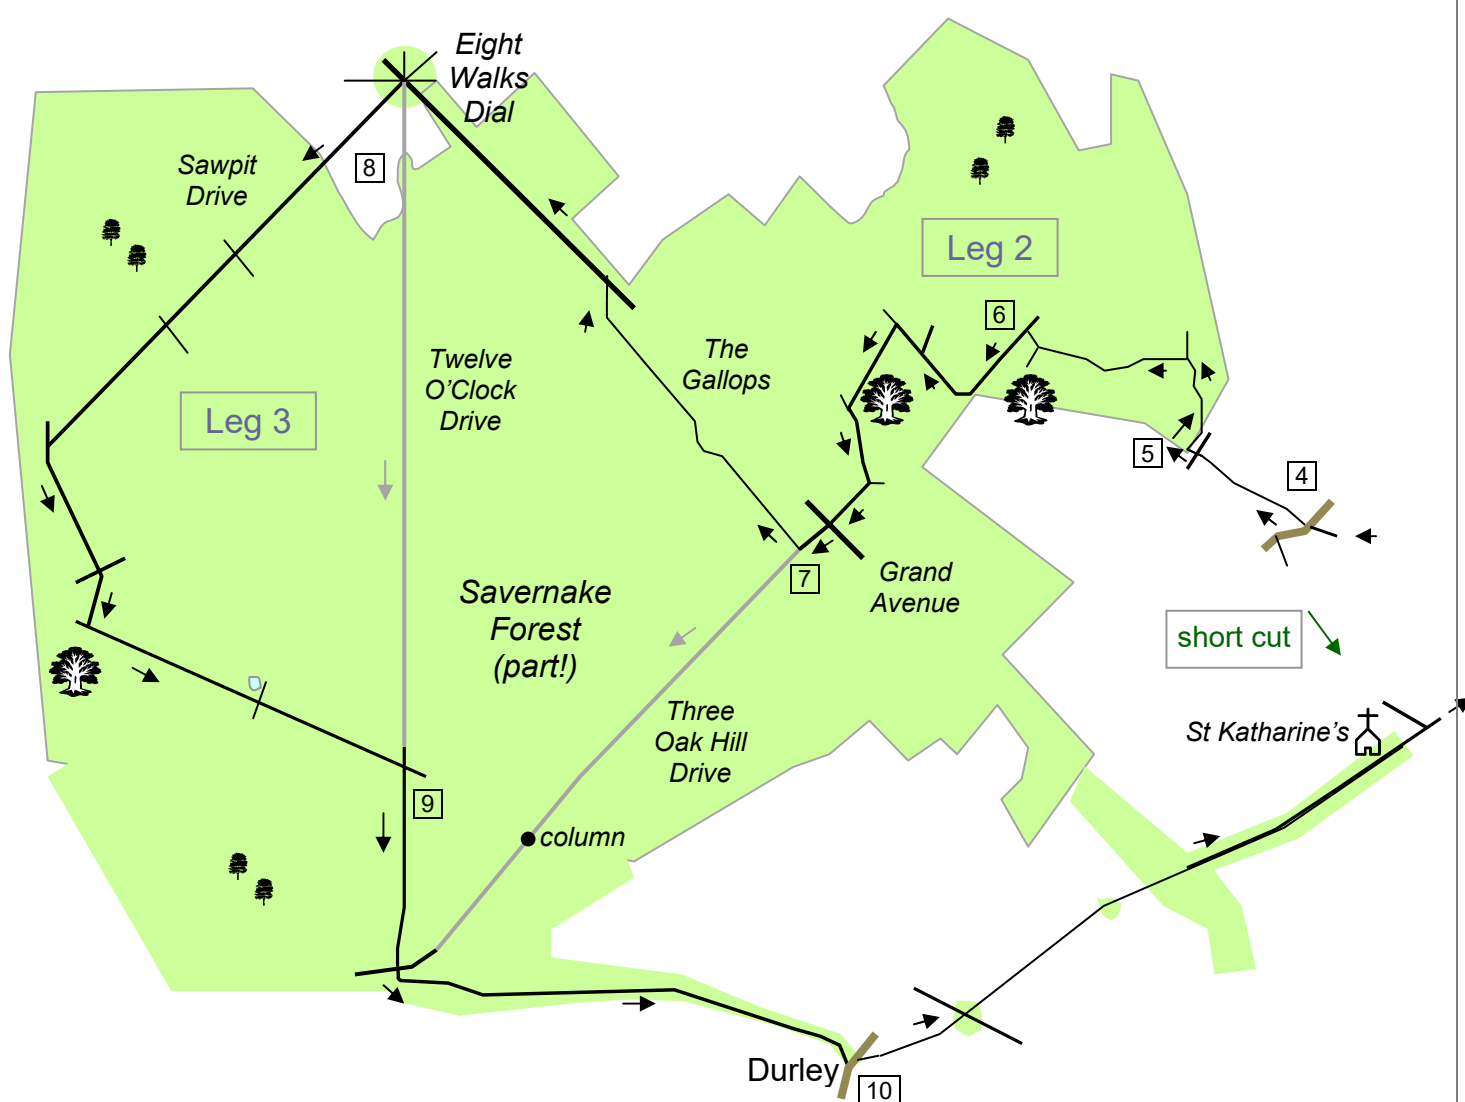 Eight
Walks
Dial
8
Sawpit
Drive
Leg 2
6
Twelve
O’Clock
Drive
The
Gallops
Leg 3
5
4
7
Grand
Avenue
Savernake
Forest
(part!)
short cut
Three
Oak Hill
Drive
St Katharine’s
9
column
Durley
10